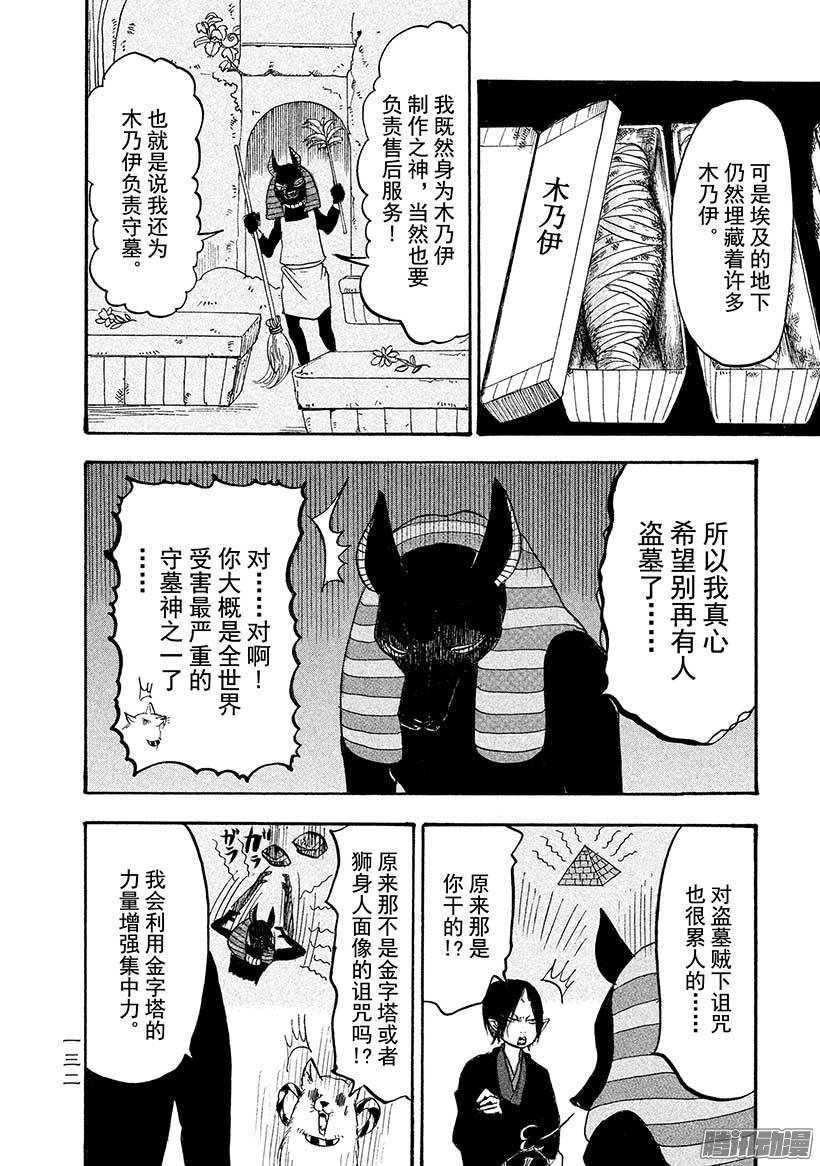 可是埃及的地下
仍然埋藏着许多
木乃伊。
木乃伊
我既然身为木乃伊
制作之神，当然也要
负责售后服务！
也就是说我还为
木乃伊负责守墓。
所以我真心
希望别再有人
盗墓了……
对……对啊！
你大概是全世界
受害最严重的
守墓神之一了
……
对盗墓贼下诅咒
也很累人的……
原来那是
你干的!?
原来那不是金字塔或者
狮身人面像的诅咒吗!?
ガラ
ガラ
我会利用金字塔的
力量增强集中力。
一三二
腾讯动漫